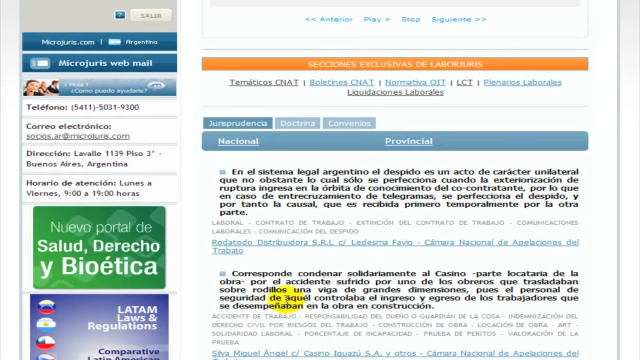 SALIR
Microjuris.com | Argentina
Microjuris web mail
¿Como puedo ayudarle?
Teléfono: (5411)-5031-9300
Correo electrónico:
socios.ar@microjuris.com
Dirección: Lavalle 1139 Piso 3° -
Buenos Aires, Argentina
Horario de atención: Lunes a
Viernes, 9:00 a 19:00 horas
Nuevo portal de
Salud, Derecho
y Bioética
LATAM
Laws &
Regulations
Comparative
Latin American
<< Anterior Play > Stop Siguiente >>
SECCIONES EXCLUSIVAS DE LABORJURIS
Temáticos CNAT | Boletines CNAT | Normativa OIT | LCT | Plenarios Laborales
Liquidaciones Laborales
Jurisprudencia Doctrina Convenios
Nacional Provincial
En el sistema legal argentino el despido es un acto de carácter unilateral
que no obstante lo cual sólo se perfecciona cuando la exteriorización de
ruptura ingresa en la órbita de conocimiento del co-contratante, por lo que
en caso de entrecruzamiento de telegramas, se perfecciona el despido, y
por tanto la causal, que es recibida primero temporalmente por la otra
parte.
LABORAL - CONTRATO DE TRABAJO - EXTINCIÓN DEL CONTRATO DE TRABAJO - COMUNICACIONES
LABORALES - COMUNICACIÓN DEL DESPIDO
Rodatodo Distribuidora S.R.L c/ Ledesma Favio - Cámara Nacional de Apelaciones del
Trabato
Corresponde condenar solidariamente al Casino -parte locataria de la
obra- por el accidente sufrido por uno de los obreros que trasladaban
sobre rodillos una viga de grandes dimensiones, pues el personal de
seguridad de aquél controlaba el ingreso y egreso de los trabajadores que
se desempeñaban en la obra en construcción.
ACCIDENTE DE TRABAJO - RESPONSABILIDAD DEL DUEÑO O GUARDIÁN DE LA COSA - INDEMNIZACIÓN
DEL DERECHO CIVIL POR RIESGOS DEL TRABAJO - CONSTRUCCIÓN DE OBRA - LOCACIÓN DE OBRA - ART -
SOLIDARIDAD LABORAL - PORCENTAJE DE INCAPACIDAD - PRUEBA DE PERITOS - VALORACIÓN DE LA
PRUEBA
Silva Miguel Ángel c/ Casino Iguazú S.A. y otros - Cámara Nacional de Apelaciones del